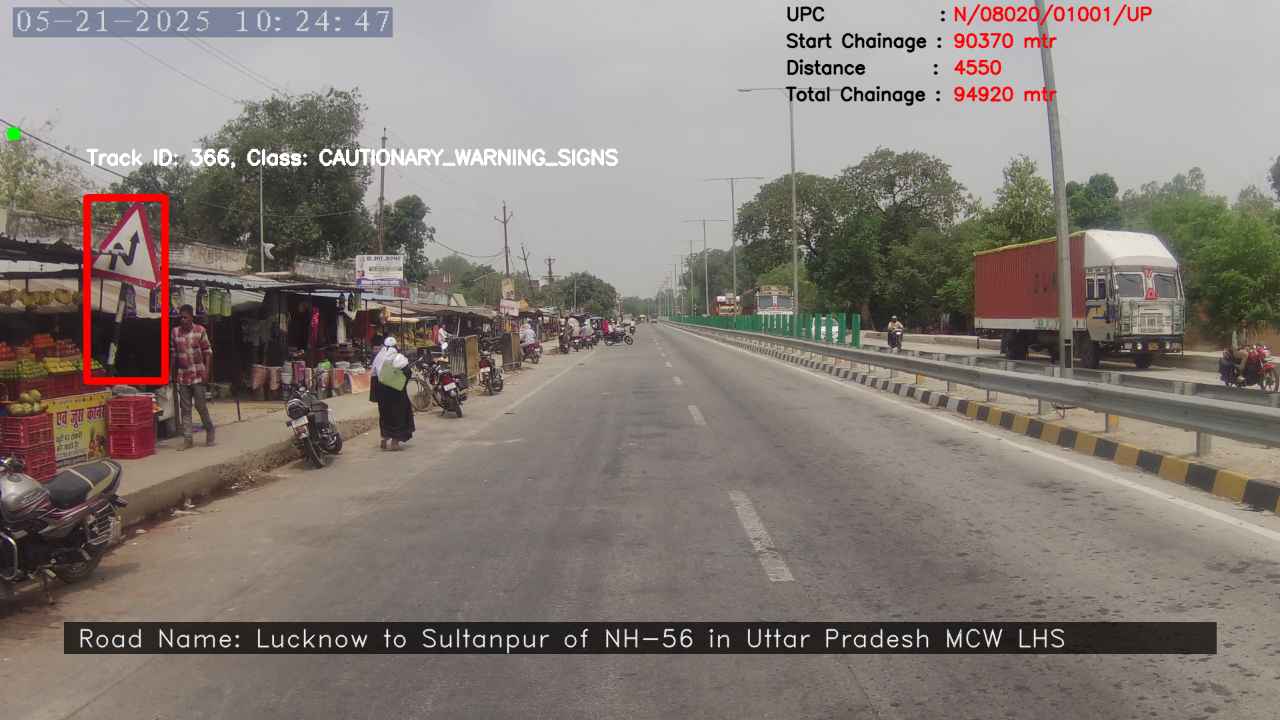 05-21-2025 10:24:47
UPC : N/08020/01001/UP
Start Chainage : 90370 mtr
Distance : 4550
Total Chainage : 94920 mtr
Track ID: 366, Class: CAUTIONARY_WARNING_SIGNS
एवं जूस कार्नर
Road Name: Lucknow to Sultanpur of NH-56 in Uttar Pradesh MCW LHS